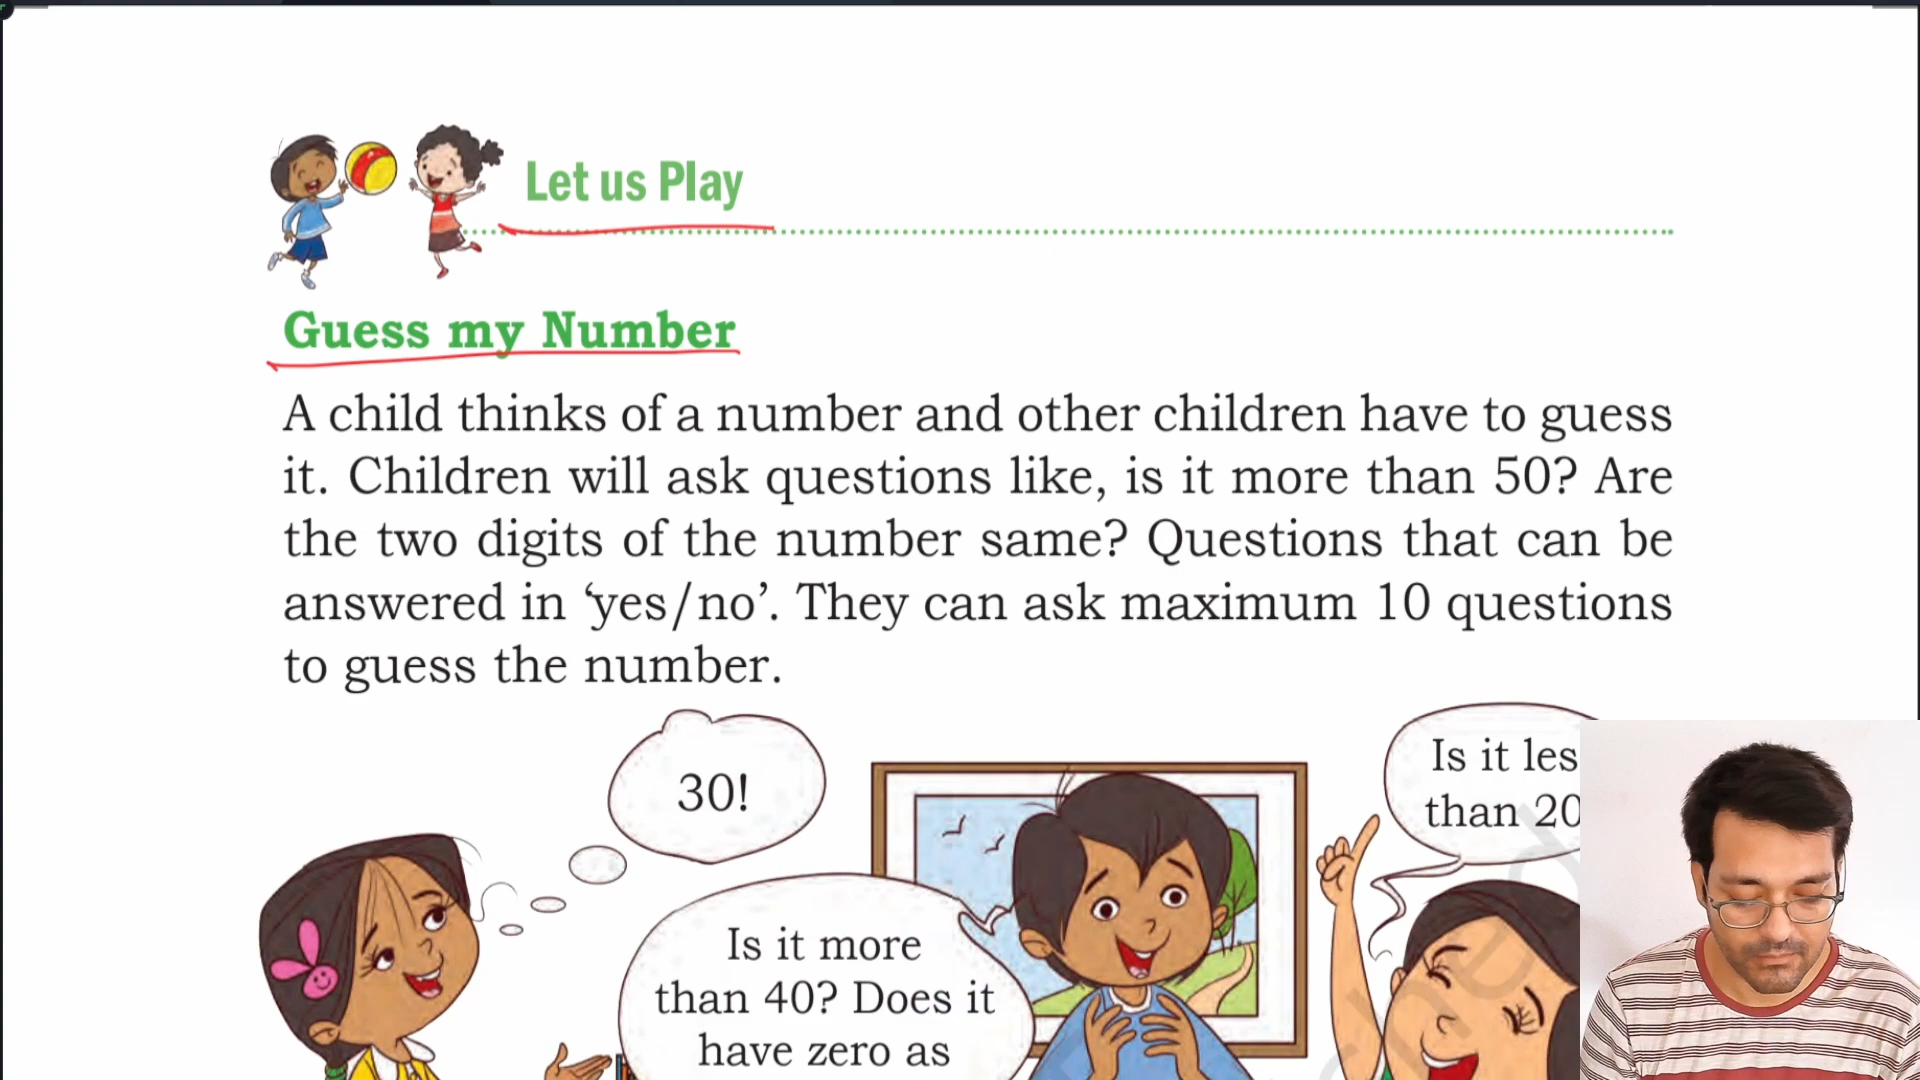 Let us Play
Guess my Number
A child thinks of a number and other children have to guess
it. Children will ask questions like, is it more than 50? Are
the two digits of the number same? Questions that can be
answered in ‘yes/no’. They can ask maximum 10 questions
to guess the number.
30!
Is it more
than 40? Does it
have zero as
Is it les
than 20